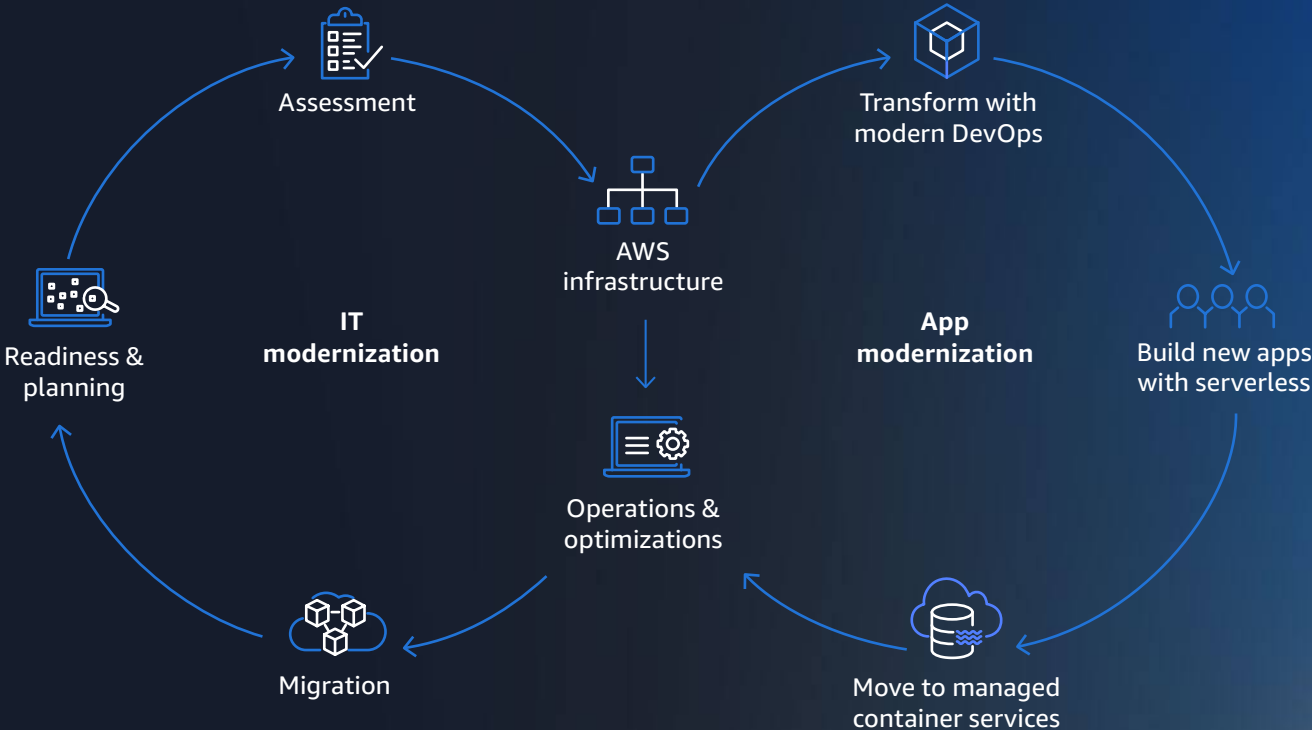 Assessment
Transform with
modern DevOps
AWS
infrastructure
Readiness &
planning
IT
modernization
App
modernization
Build new apps
with serverless
Operations &
optimizations
Migration
Move to managed
container services